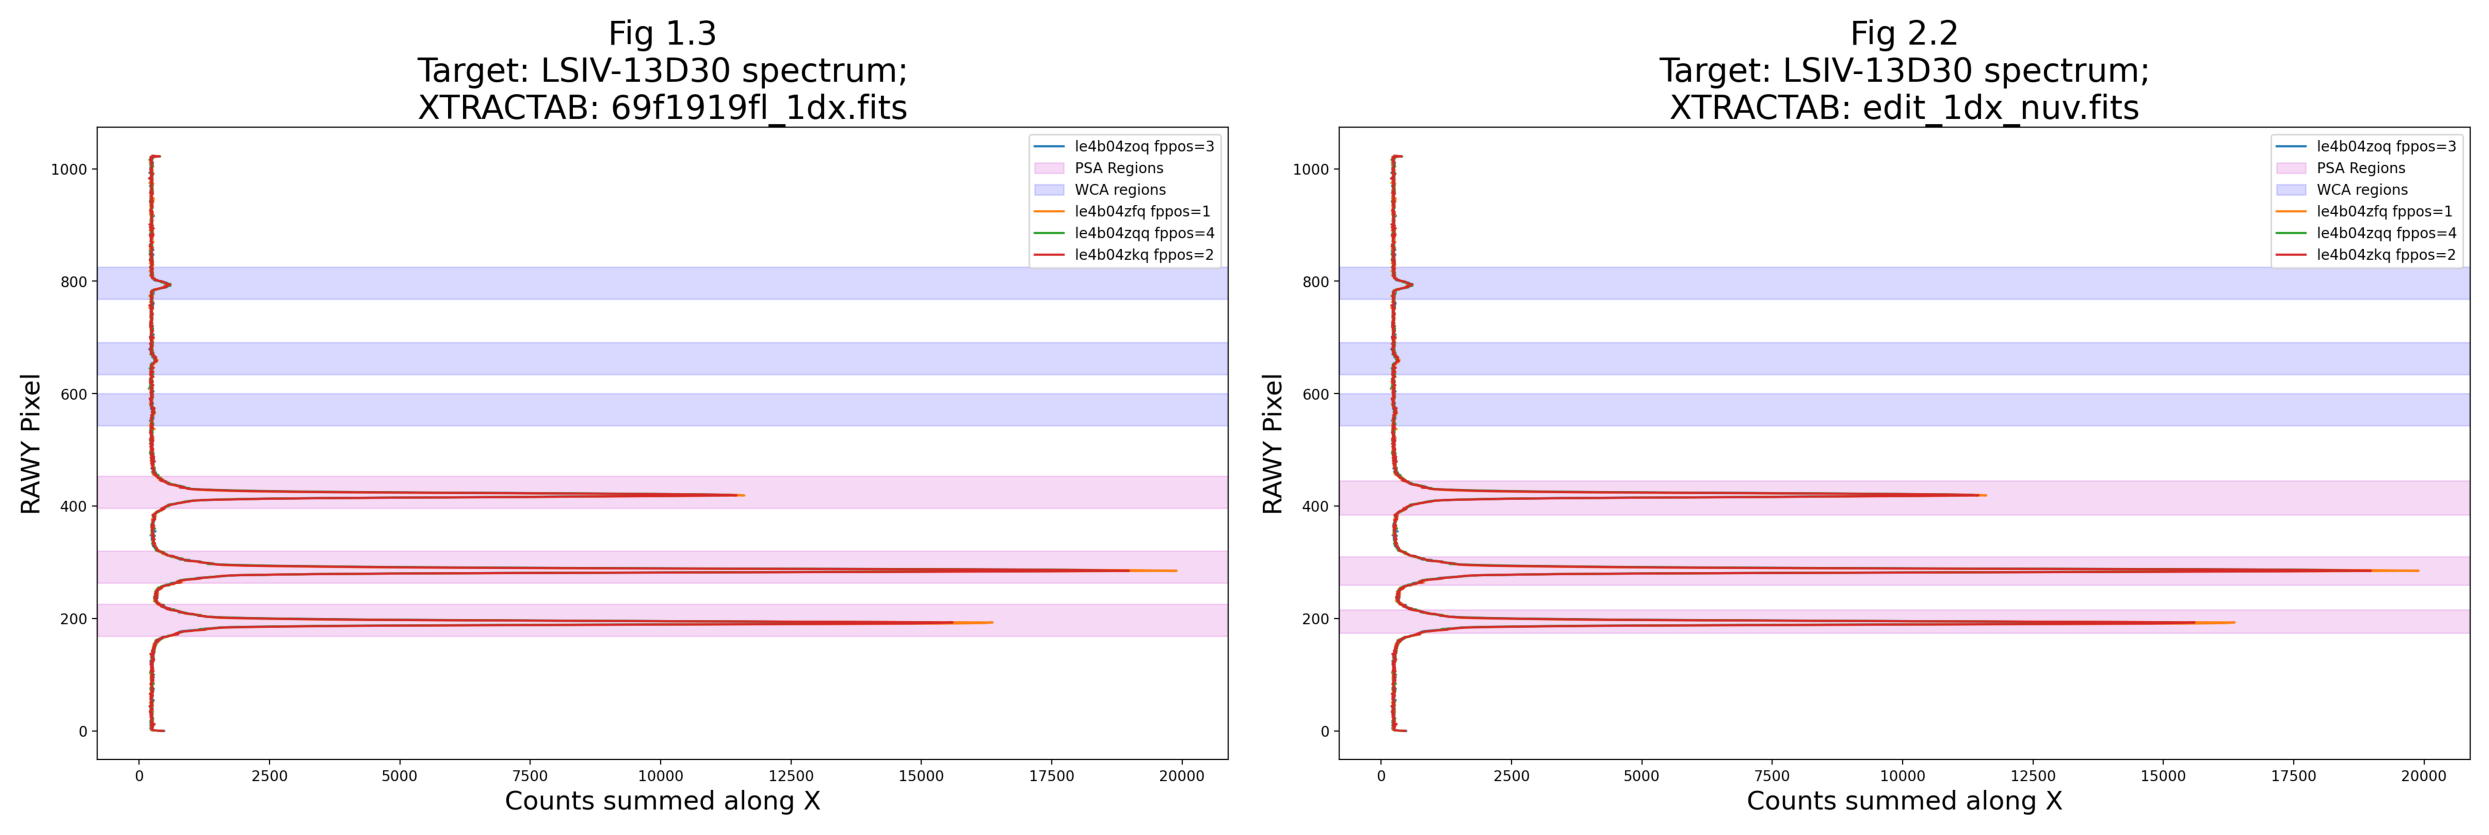 Fig 1.3
Target: LSIV-13D30 spectrum;
XTRACTAB: 69f1919fl_1dx.fits
RAWY Pixel
1000
800
600
400
200
0
le4b04zoq fppos=3
PSA Regions
WCA regions
le4b04zfq fppos=1
le4b04zqq fppos=4
le4b04zkq fppos=2
0 2500 5000 7500 10000 12500 15000 17500 20000
Counts summed along X
Fig 2.2
Target: LSIV-13D30 spectrum;
XTRACTAB: edit_1dx_nuv.fits
RAWY Pixel
1000
800
600
400
200
0
le4b04zoq fppos=3
PSA Regions
WCA regions
le4b04zfq fppos=1
le4b04zqq fppos=4
le4b04zkq fppos=2
0 2500 5000 7500 10000 12500 15000 17500 20000
Counts summed along X